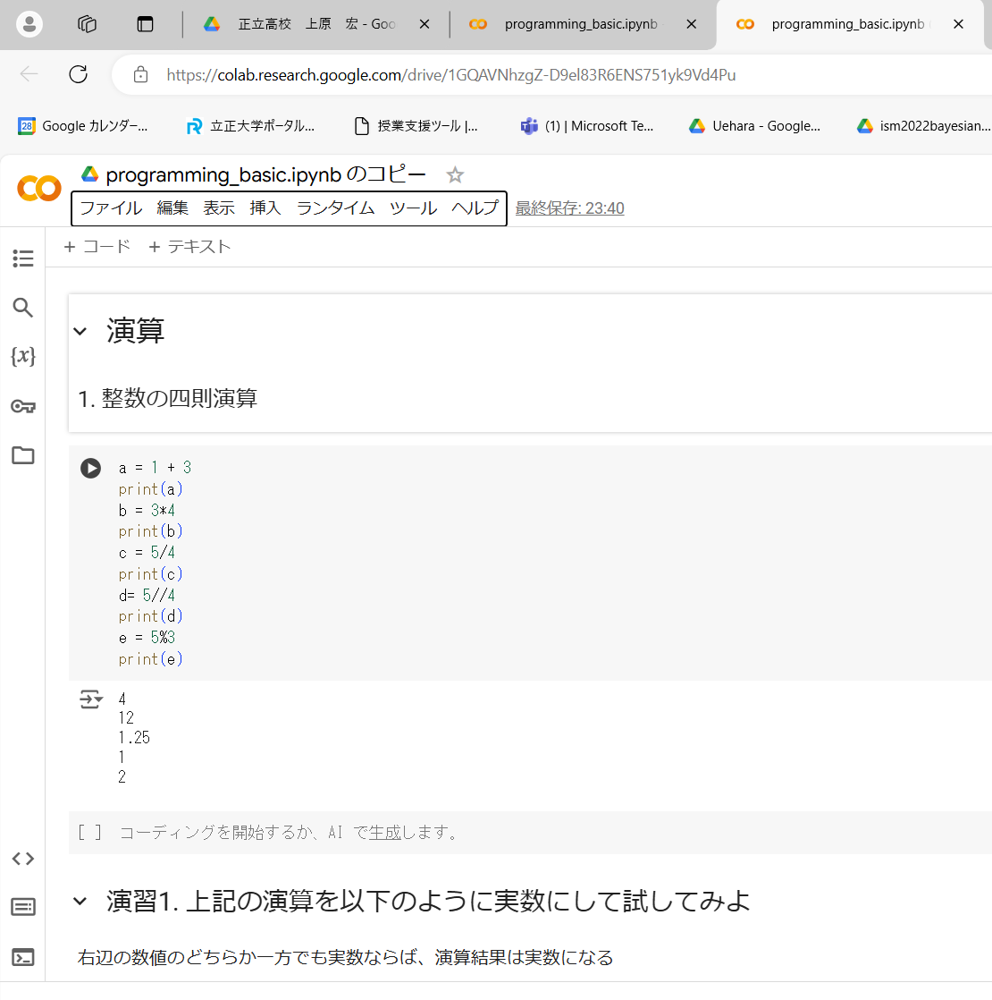 正立高校 上原 宏 - Goo
programming_basic.ipynb
programming_basic.ipynb
https://colab.research.google.com/drive/1GQAVNhzgZ-D9el83R6ENS751yk9Vd4Pu
28 Google カレンダー... 立正大学ポータル... 授業支援ツール |... (1) | Microsoft Te... Uehara - Google... ism2022bayesian...
programming_basic.ipynb のコピー
ファイル 編集 表示 挿入 ランタイム ツール ヘルプ 最終保存: 23:40
+ コード + テキスト
演算
{x}
1. 整数の四則演算
a = 1 + 3
print(a)
b = 3*4
print(b)
c = 5/4
print(c)
d= 5//4
print(d)
e = 5%3
print(e)
4
12
1.25
1
2
[ ] コーディングを開始するか、AI で生成します。
演習1. 上記の演算を以下のように実数にして試してみよ
右辺の数値のどちらか一方でも実数ならば、演算結果は実数になる